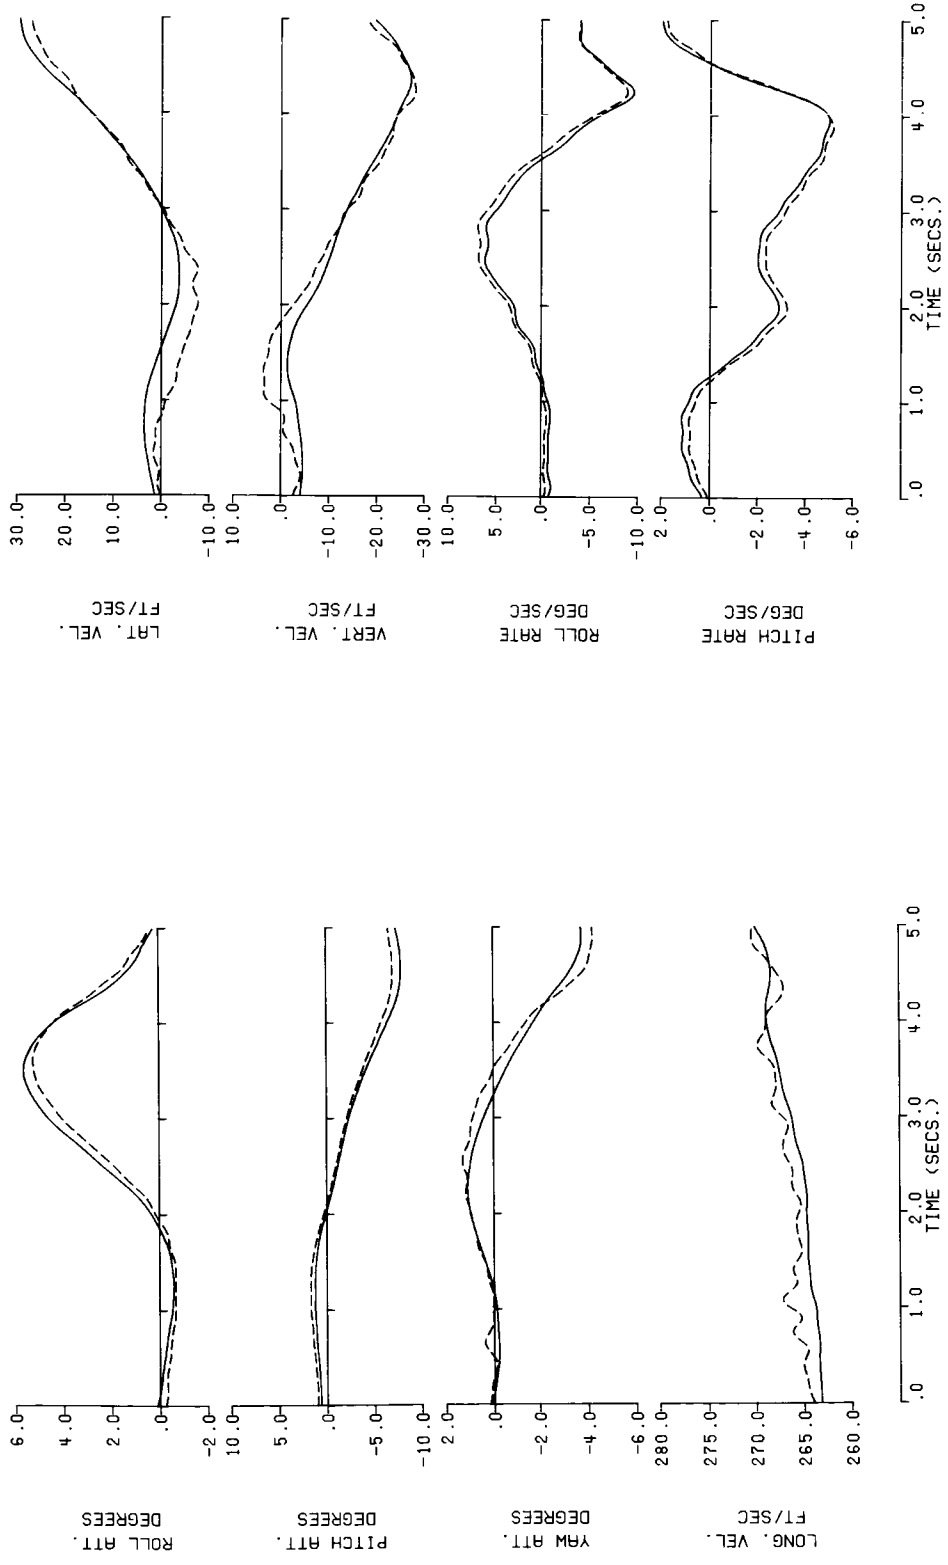 30.0
20.0
10.0
.0
-10.0
LAT. VEL.
FT/SEC
10.0
.0
-10.0
-20.0
-30.0
VERT. VEL.
FT/SEC
10.0
5.0
.0
-5.0
-10.0
ROLL RATE
DEG/SEC
2.0
.0
-2.0
-4.0
-6.0
PITCH RATE
DEG/SEC
.0
1.0
2.0
3.0
4.0
5.0
TIME (SECS.)
6.0
4.0
2.0
.0
-2.0
ROLL ATT.
DEGREES
10.0
5.0
.0
-5.0
-10.0
PITCH ATT.
DEGREES
2.0
.0
-2.0
-4.0
-6.0
YAW ATT.
DEGREES
280.0
275.0
270.0
265.0
260.0
LONG. VEL.
FT/SEC
.0
1.0
2.0
3.0
4.0
5.0
TIME (SECS.)